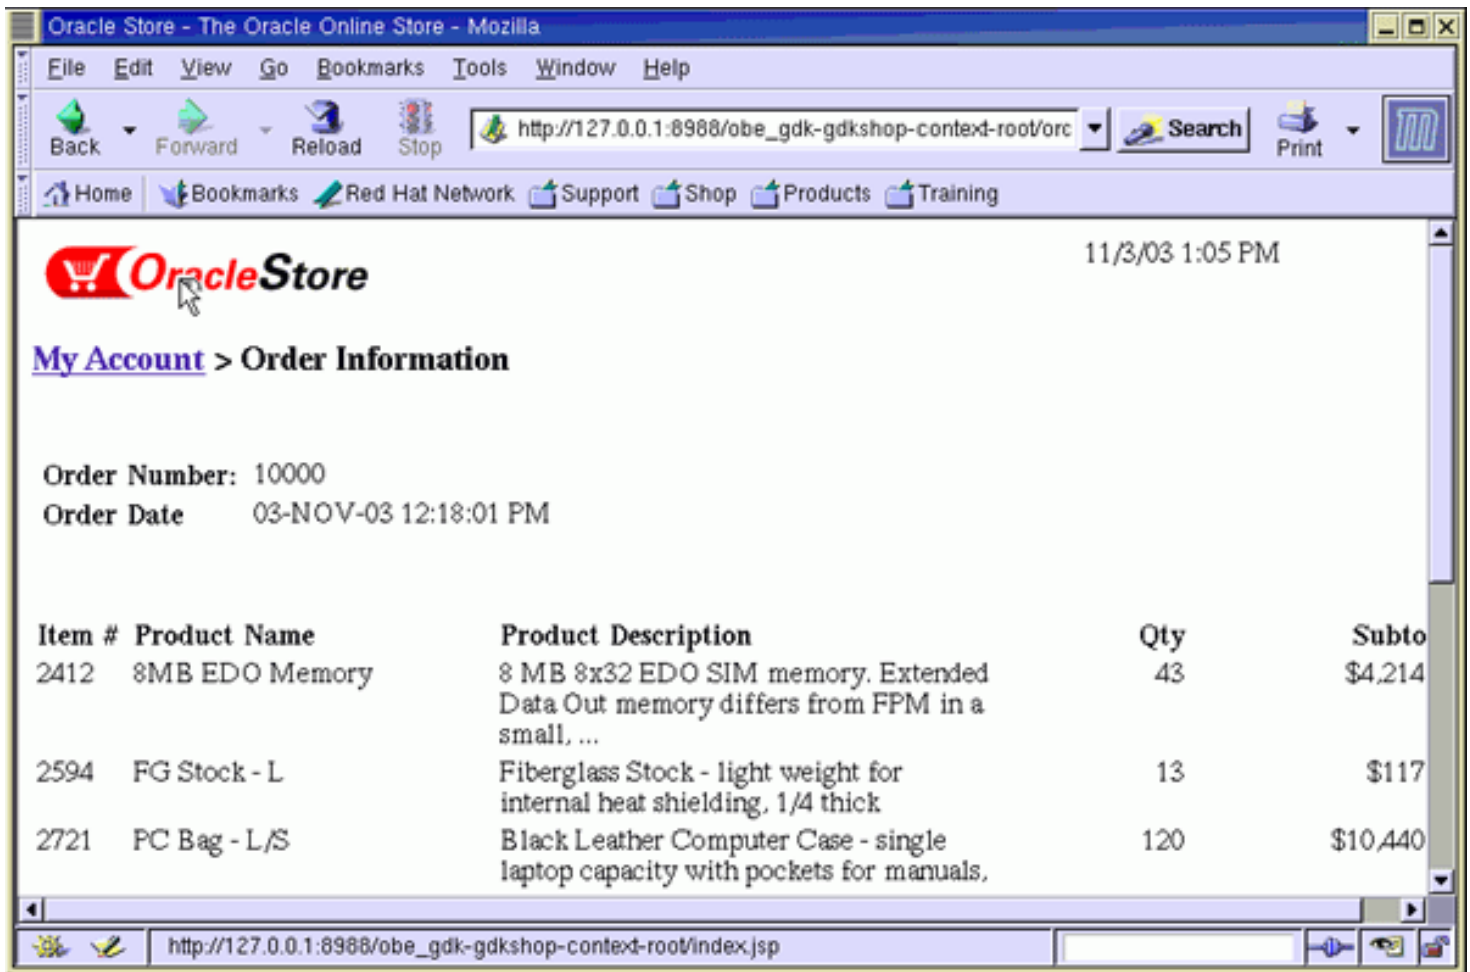 Oracle Store - The Oracle Online Store - Mozilla
File Edit View Go Bookmarks Tools Window Help
Back Forward Reload Stop http://127.0.0.1:8988/obe_gdk-gdkshop-context-root/orc Search Print
Home Bookmarks Red Hat Network Support Shop Products Training
OracleStore 11/3/03 1:05 PM
My Account > Order Information
Order Number: 10000
Order Date 03-NOV-03 12:18:01 PM
Item # Product Name Product Description Qty Subto
2412 8MB EDO Memory 8 MB 8x32 EDO SIM memory. Extended 43 $4,214
Data Out memory differs from FPM in a
small, ...
2594 FG Stock - L Fiberglass Stock - light weight for 13 $117
internal heat shielding, 1/4 thick
2721 PC Bag - L/S Black Leather Computer Case - single 120 $10,440
laptop capacity with pockets for manuals,
http://127.0.0.1:8988/obe_gdk-gdkshop-context-root/index.jsp